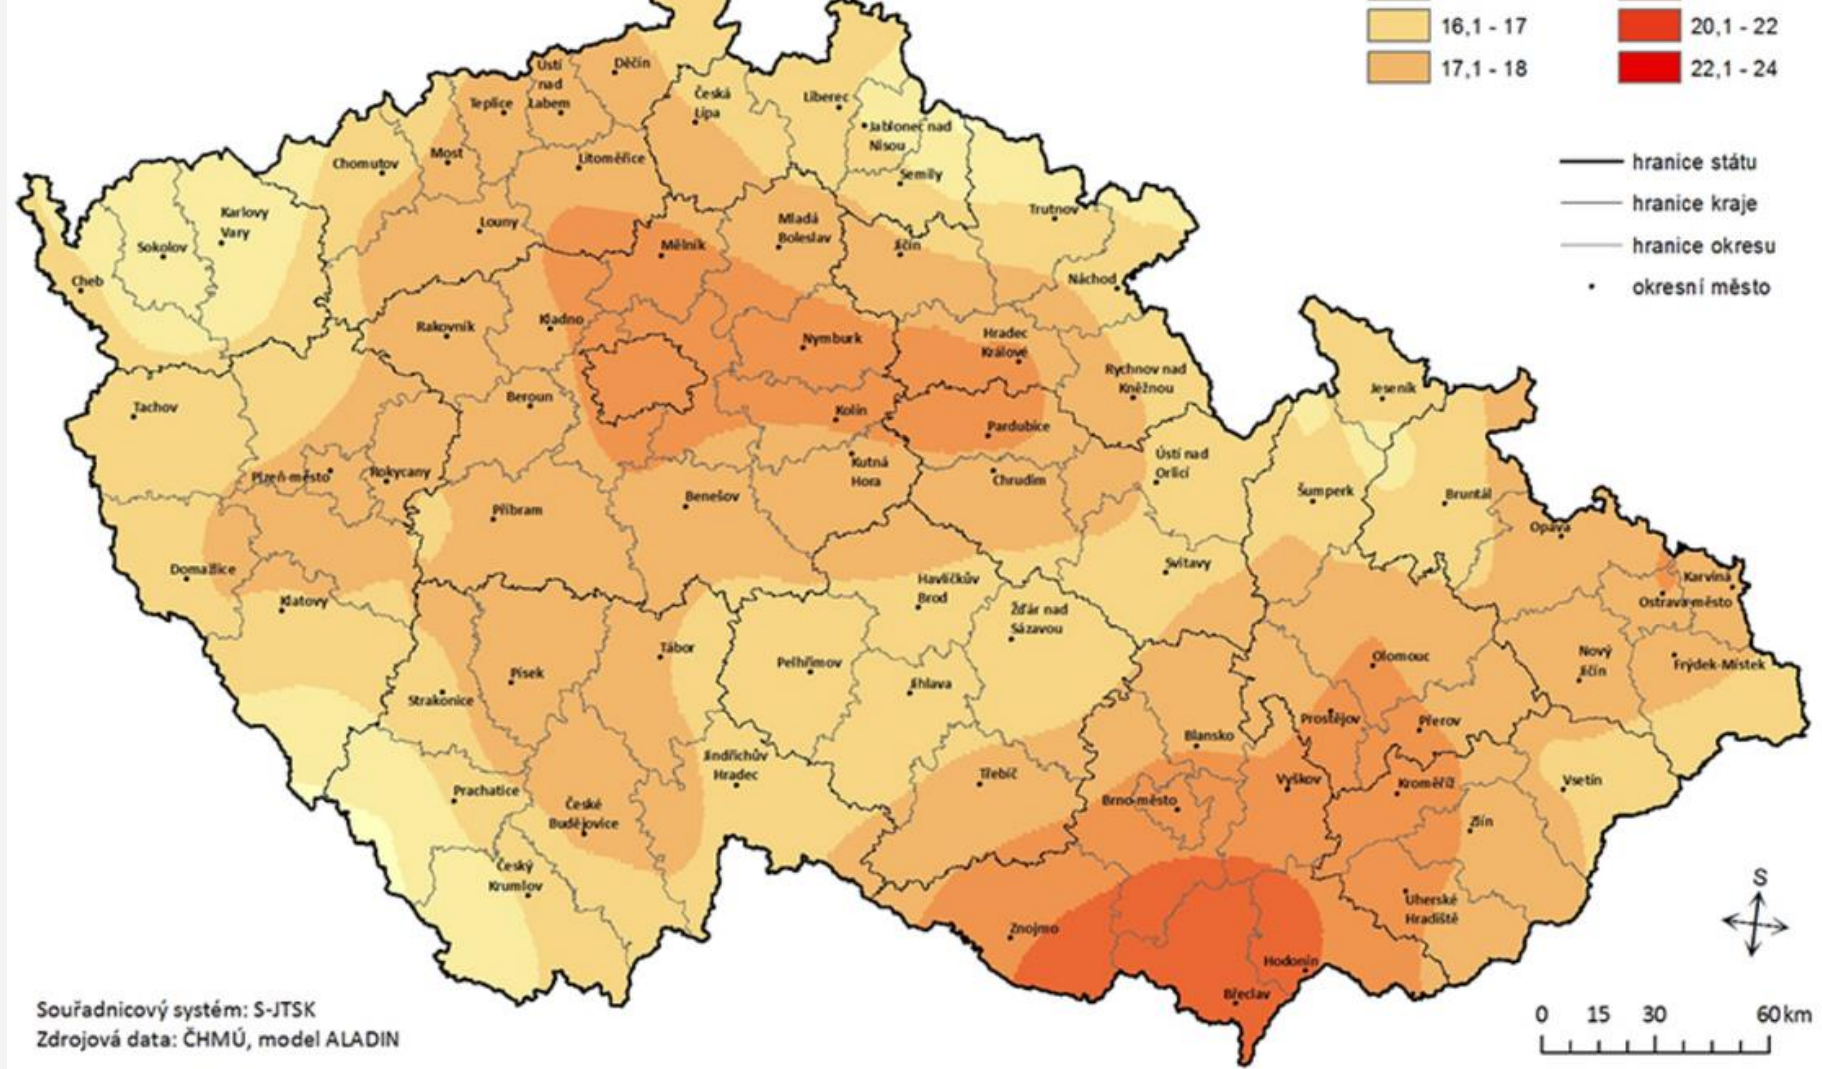 16,1 - 17
20,1 - 22
17,1 - 18
22,1 - 24
hranice státu
hranice kraje
hranice okresu
okresní město
Děčín
Ústí
nad
Labem
Teplice
Česká
Lípa
Liberec
Jablonec nad
Nisou
Semily
Most
Chomutov
Litoměřice
Trutnov
Karlovy
Vary
Sokolov
Cheb
Louny
Mělník
Mladá
Boleslav
Jičín
Náchod
Rakovník
Kladno
Nymburk
Hradec
Králové
Rychnov nad
Kněžnou
Jeseník
Tachov
Beroun
Kolín
Pardubice
Plzeň-město
Rokycany
Kutná
Hora
Chrudim
Ústí nad
Orlicí
Šumperk
Bruntál
Příbram
Benešov
Opava
Domažlice
Svitavy
Havlíčkův
Brod
Karviná
Ostrava-město
Klatovy
Žďár nad
Sázavou
Tábor
Písek
Pelhřimov
Jihlava
Olomouc
Nový
Jičín
Frýdek-Místek
Strakonice
Prostějov
Přerov
Blansko
Jindřichův
Hradec
Třebíč
Prachatice
České
Budějovice
Brno-město
Vyškov
Kroměříž
Vsetín
Zlín
Český
Krumlov
Uherské
Hradiště
Znojmo
Hodonín
Břeclav
S
Souřadnicový systém: S-JTSK
Zdrojová data: ČHMÚ, model ALADIN
0 15 30 60 km